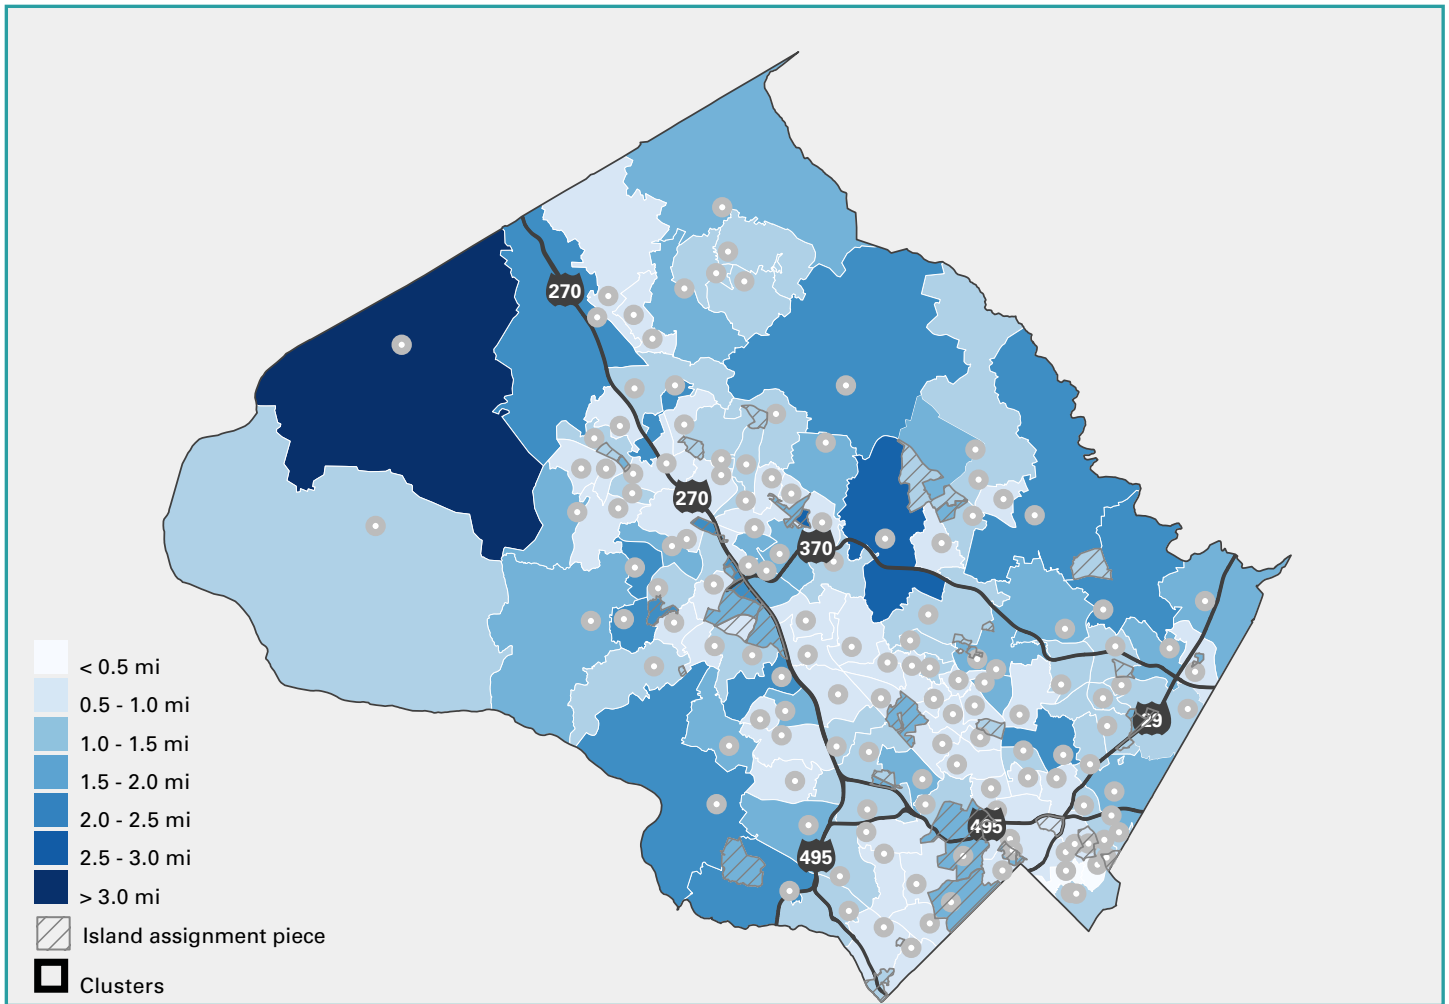 270
270
370
29
495
495
< 0.5 mi
0.5 - 1.0 mi
1.0 - 1.5 mi
1.5 - 2.0 mi
2.0 - 2.5 mi
2.5 - 3.0 mi
> 3.0 mi
Island assignment piece
Clusters